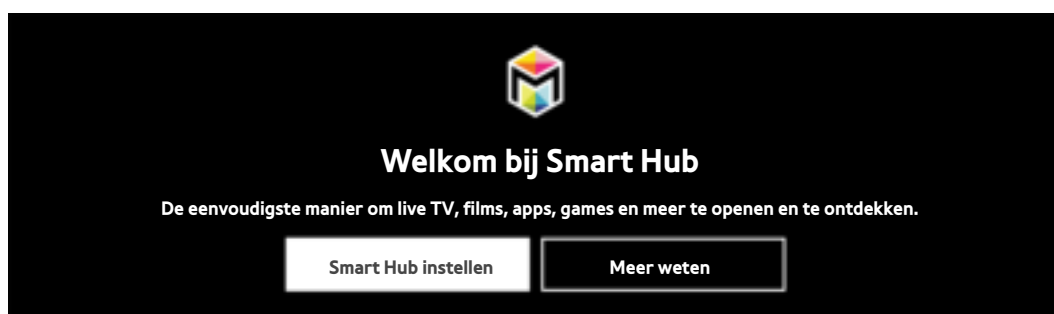 Welkom bij Smart Hub
De eenvoudigste manier om live TV, films, apps, games en meer te openen en te ontdekken.
Smart Hub instellen
Meer weten